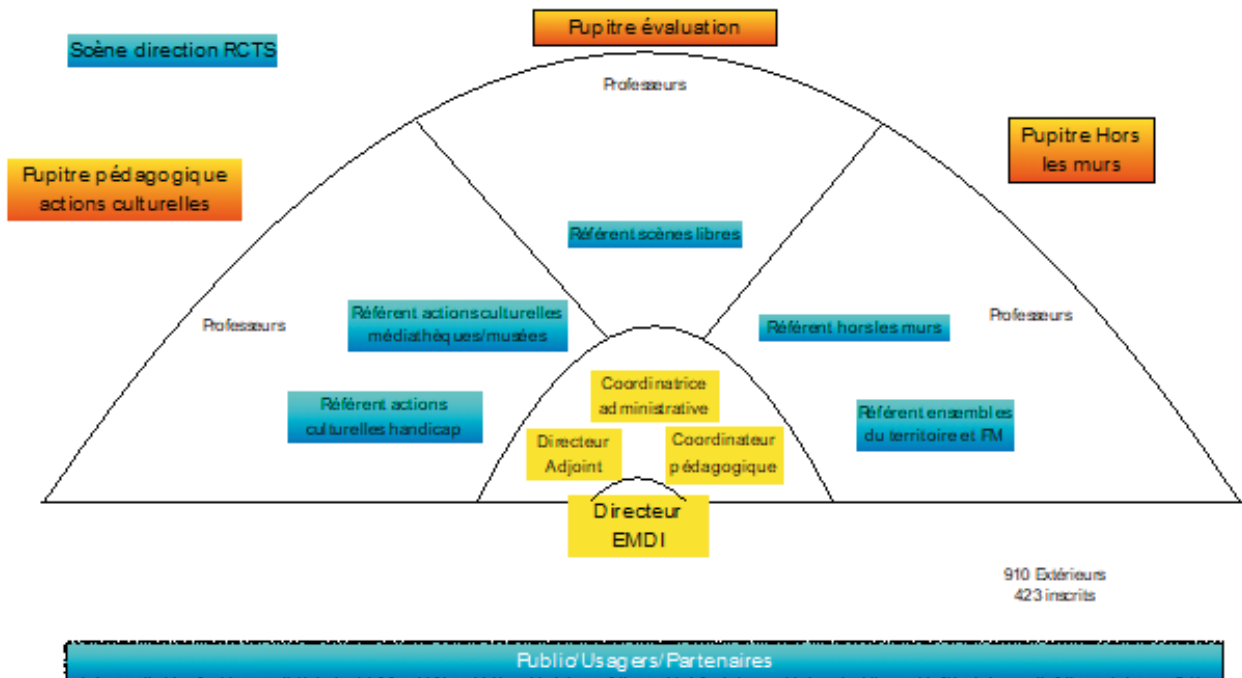 Pupitre évaluation
Scène direction RCTS
Professeurs
Pupitre Hors
les murs
Pupitre pédagogique
actions culturelles
Référent scènes libres
Référent actions culturelles
médiathèques/musées
Professeurs
Référent hors les murs
Professeurs
Coordinatrice
administrative
Référent actions
culturelles handicap
Référent ensembles
du territoire et FM
Directeur
Adjoint
Coordinateur
pédagogique
Directeur
EMDI
910 Extérieurs
423 inscrits
Public/Usagers/Partenaires